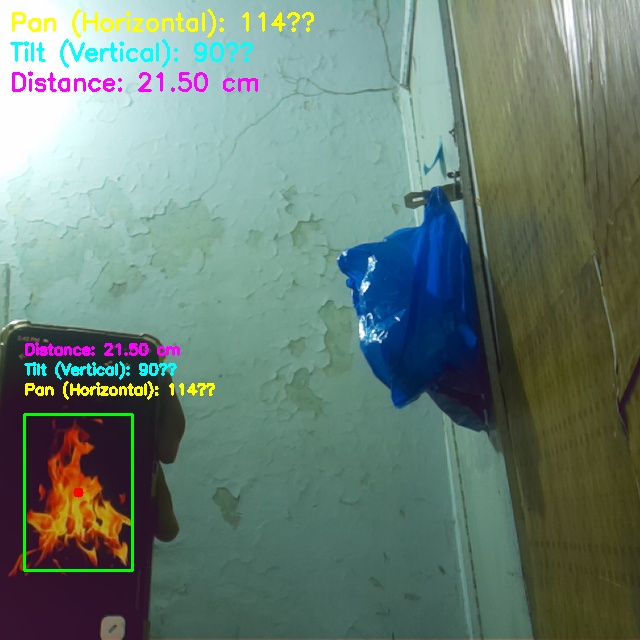 Pan (Horizontal): 114??
Tilt (Vertical): 90??
Distance: 21.50 cm
Distance: 21.50 cm
Tilt (Vertical): 90??
Pan (Horizontal): 114??